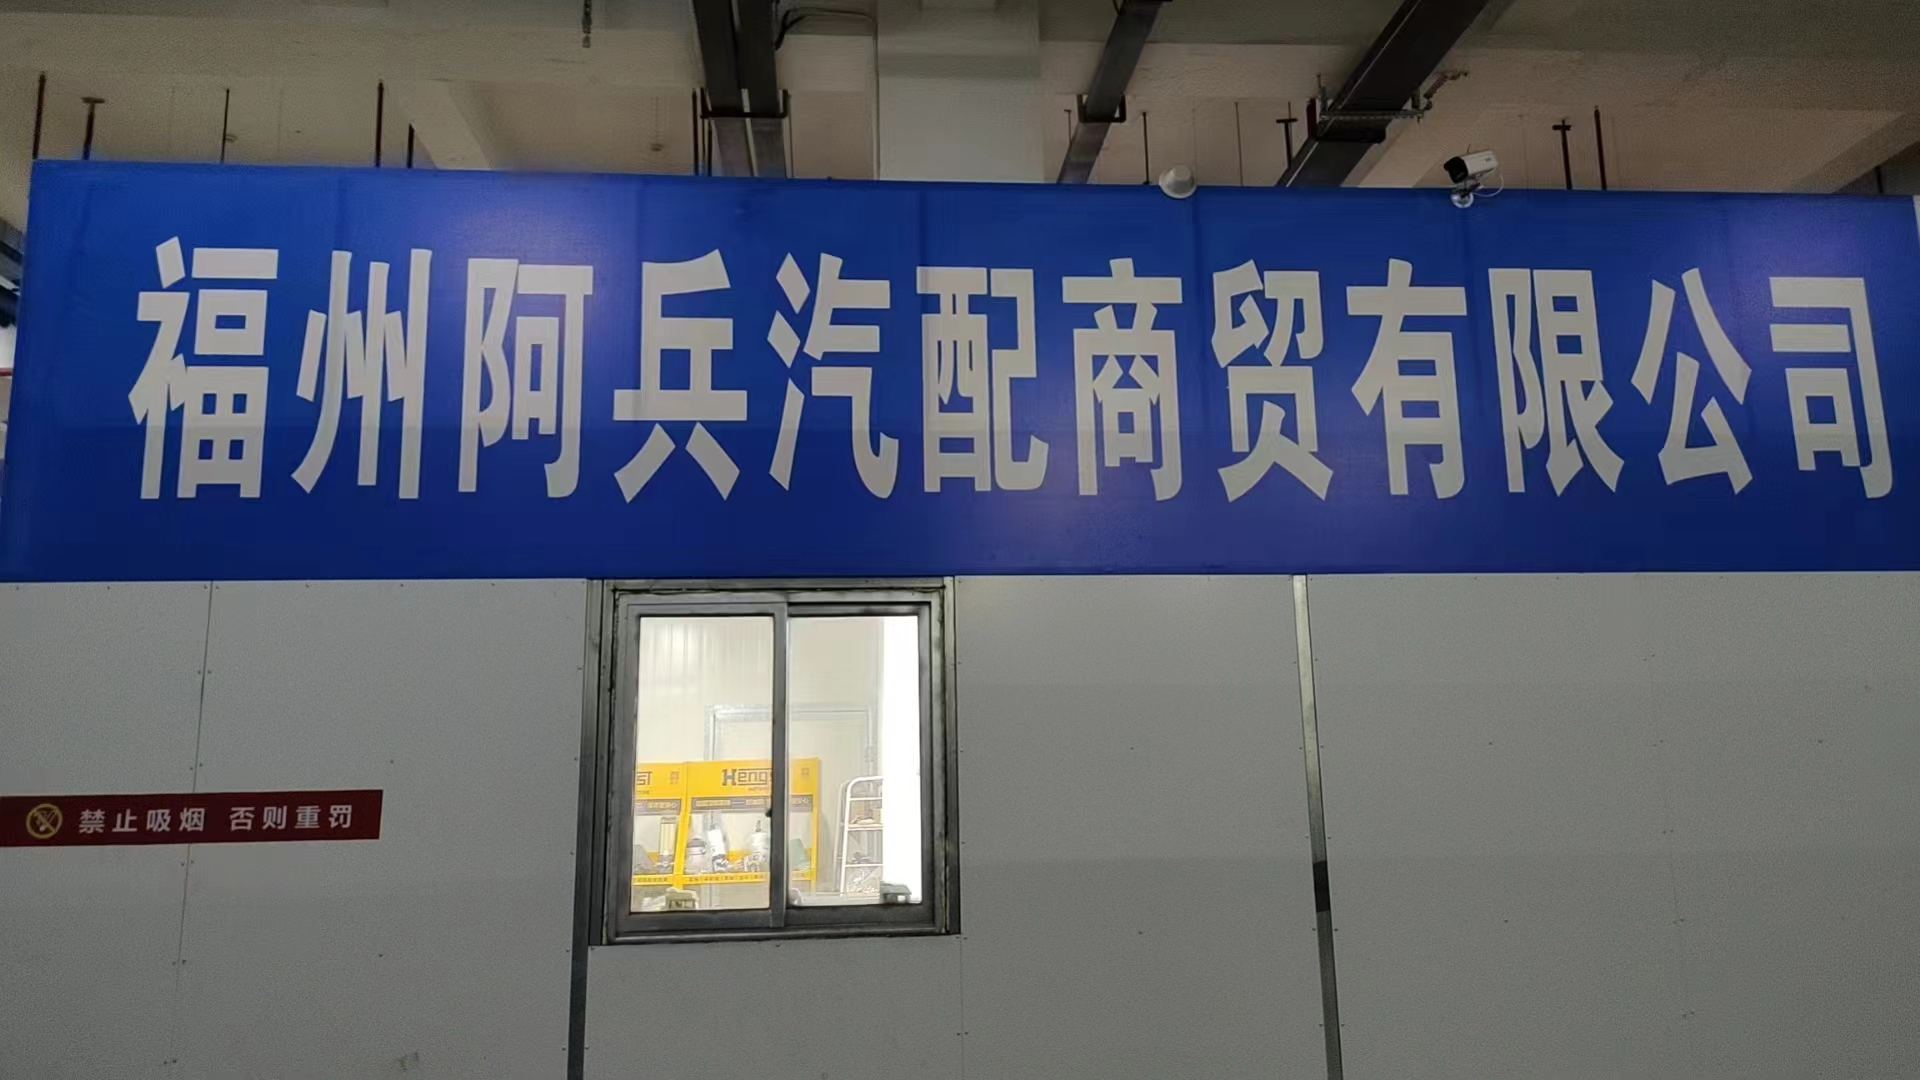 福州阿兵汽配商贸有限公司
Hengst
禁止吸烟 否则重罚